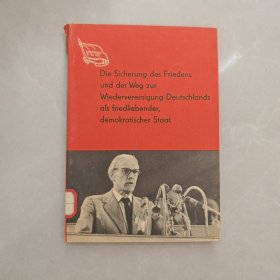 Die Sicherung des Friedens
und der Weg zur
Wiedervereinigung Deutschlands
als friedliebender,
demokratischer Staat